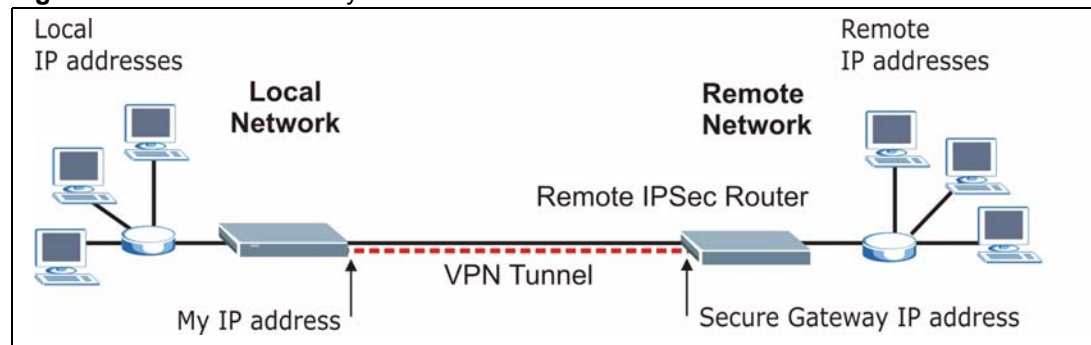 Local
IP addresses
Remote
IP addresses
Local
Network
Remote
Network
Remote IPSec Router
VPN Tunnel
My IP address
Secure Gateway IP address